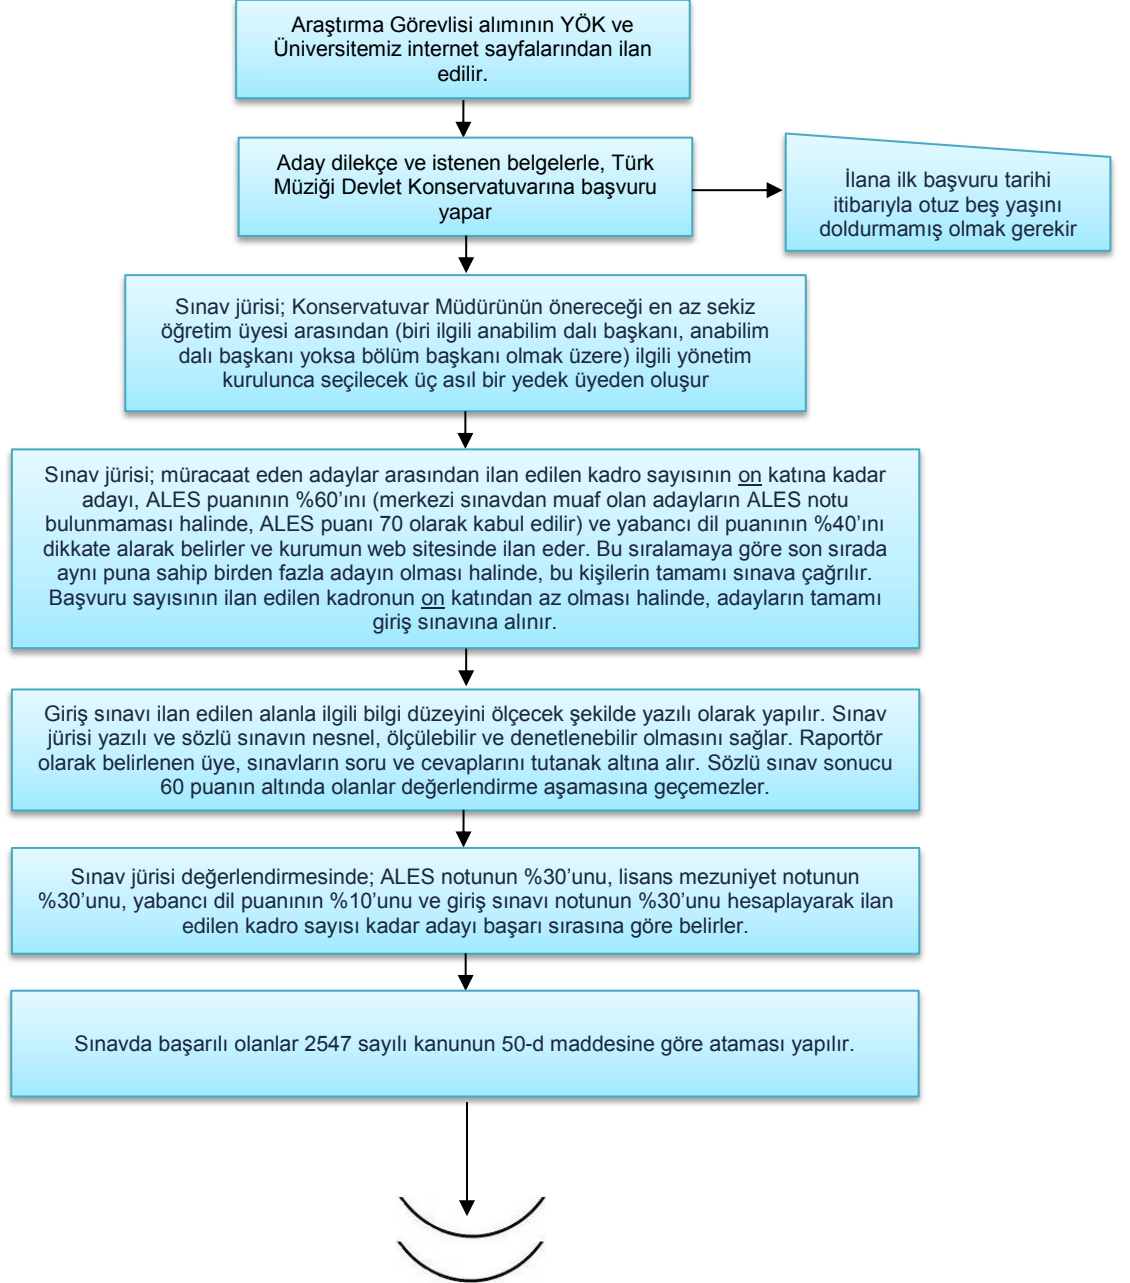 Araştırma Görevlisi alımının YÖK ve
Üniversitemiz internet sayfalarından ilan
edilir.
Aday dilekçe ve istenen belgelerle, Türk
Müziği Devlet Konservatuvarına başvuru
yapar
İlana ilk başvuru tarihi
itibarıyla otuz beş yaşını
doldurmamış olmak gerekir
Sınav jürisi; Konservatuvar Müdürünün önereceği en az sekiz
öğretim üyesi arasından (biri ilgili anabilim dalı başkanı, anabilim
dalı başkanı yoksa bölüm başkanı olmak üzere) ilgili yönetim
kurulunca seçilecek üç asıl bir yedek üyeden oluşur
Sınav jürisi; müracaat eden adaylar arasından ilan edilen kadro sayısının on katına kadar
adayı, ALES puanının %60’ını (merkezi sınavdan muaf olan adayların ALES notu
bulunmaması halinde, ALES puanı 70 olarak kabul edilir) ve yabancı dil puanının %40’ını
dikkate alarak belirler ve kurumun web sitesinde ilan eder. Bu sıralamaya göre son sırada
aynı puna sahip birden fazla adayın olması halinde, bu kişilerin tamamı sınava çağrılır.
Başvuru sayısının ilan edilen kadronun on katından az olması halinde, adayların tamamı
giriş sınavına alınır.
Giriş sınavı ilan edilen alanla ilgili bilgi düzeyini ölçecek şekilde yazılı olarak yapılır. Sınav
jürisi yazılı ve sözlü sınavın nesnel, ölçülebilir ve denetlenebilir olmasını sağlar. Raportör
olarak belirlenen üye, sınavların soru ve cevaplarını tutanak altına alır. Sözlü sınav sonucu
60 puanın altında olanlar değerlendirme aşamasına geçemezler.
Sınav jürisi değerlendirmesinde; ALES notunun %30’unu, lisans mezuniyet notunun
%30’unu, yabancı dil puanının %10’unu ve giriş sınavı notunun %30’unu hesaplayarak ilan
edilen kadro sayısı kadar adayı başarı sırasına göre belirler.
Sınavda başarılı olanlar 2547 sayılı kanunun 50-d maddesine göre ataması yapılır.